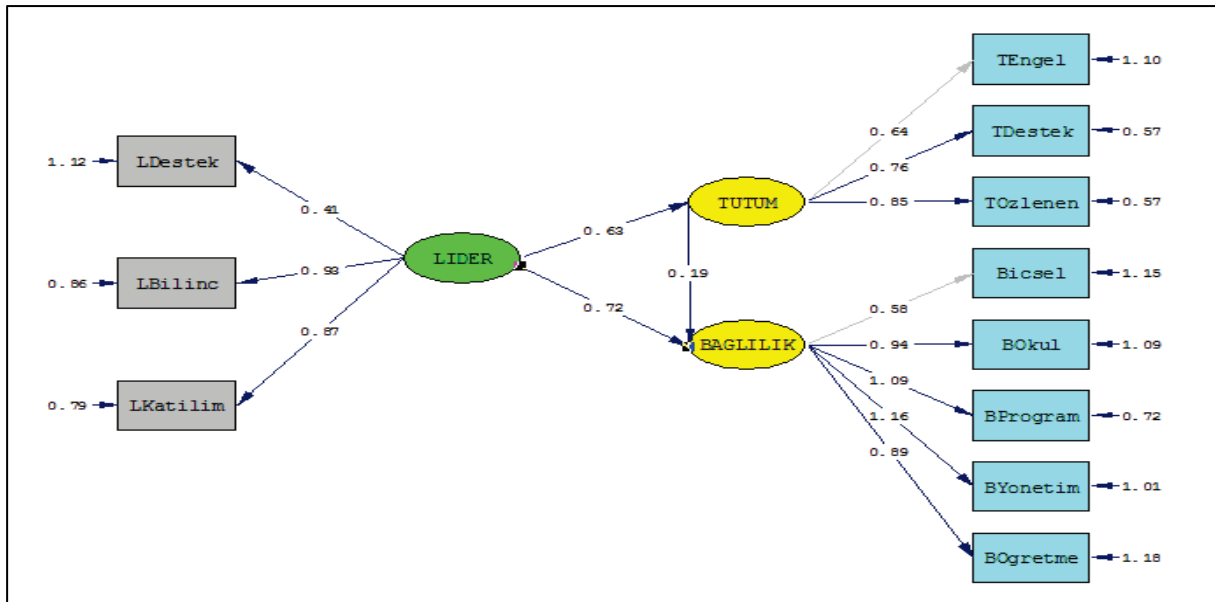 TEngel
1.10
0.64
TDestek
0.57
0.76
1.12
LDestek
0.41
TUTUM
0.85
TOzlenen
0.57
0.63
LIDER
0.19
Bicsel
1.15
0.86
LBilinc
0.93
0.72
0.58
0.87
BAGLILIK
0.94
BOkul
1.09
1.09
0.79
LKatilim
1.16
BProgram
0.72
0.89
BYonetim
1.01
BOgretme
1.18